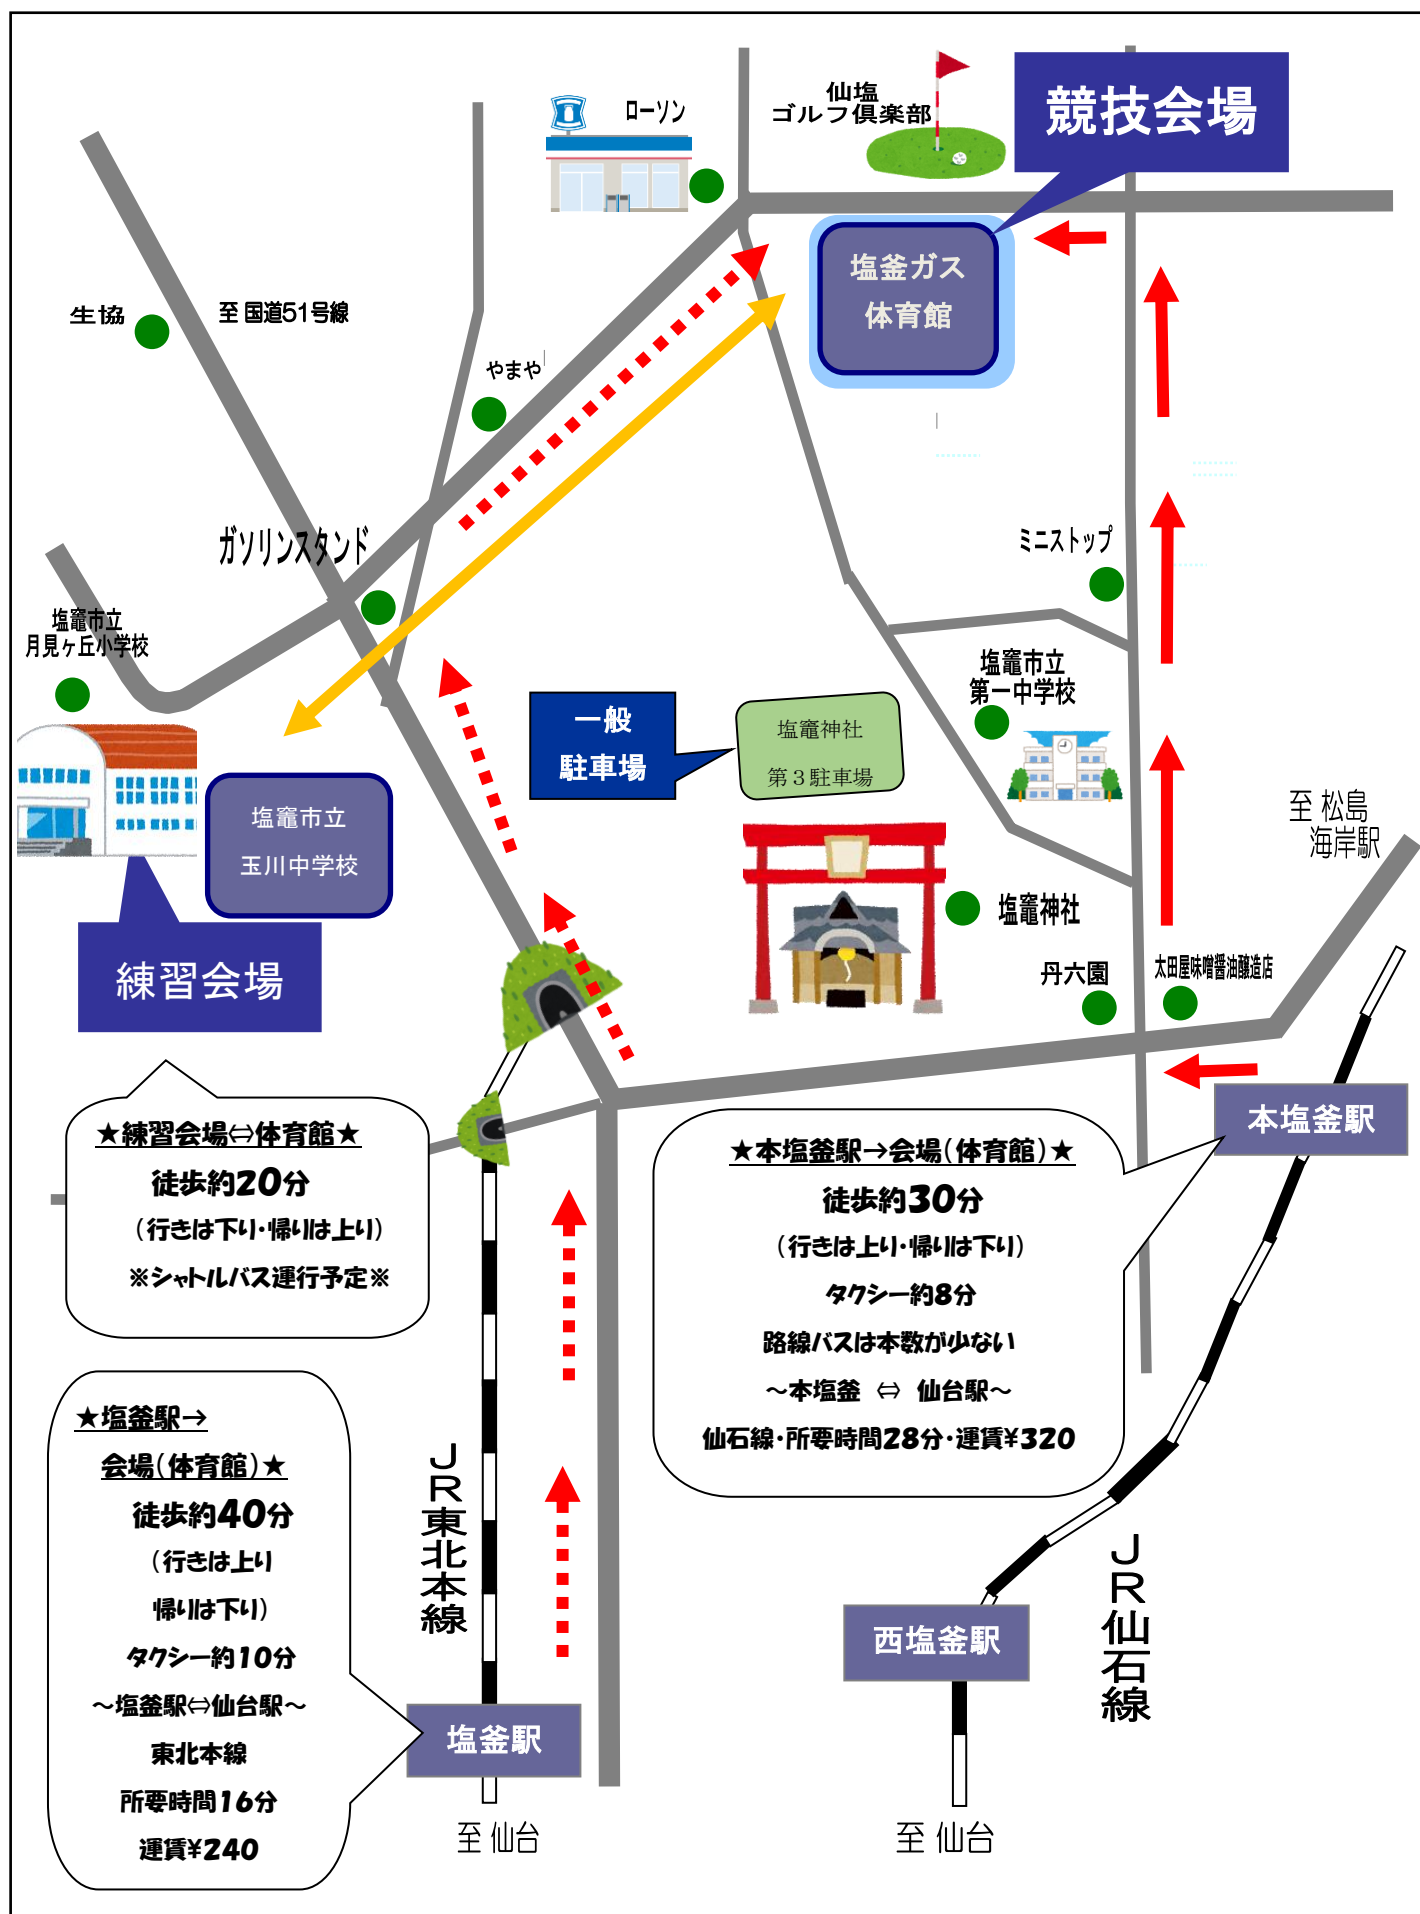 仙塩
ゴルフ倶楽部
競技会場
ローソン
塩釜ガス
体育館
生協
至 国道51号線
やまや
ガソリンスタンド
ミニストップ
塩竈市立
月見ヶ丘小学校
塩竈市立
第一中学校
一般
駐車場
塩竈神社
第３駐車場
塩竈市立
玉川中学校
至 松島
海岸駅
塩竈神社
丹六園
太田屋味噌醤油醸造店
練習会場
★練習会場⇔体育館★
徒歩約20分
（行きは下り・帰りは上り）
※シャトルバス運行予定※
本塩釜駅
★本塩釜駅→会場（体育館）★
徒歩約30分
（行きは上り・帰りは下り）
タクシー約8分
路線バスは本数が少ない
～本塩釜 ⇔ 仙台駅～
仙石線・所要時間28分・運賃¥320
★塩釜駅→
会場（体育館）★
徒歩約40分
（行きは上り
帰りは下り）
タクシー約10分
～塩釜駅⇔仙台駅～
東北本線
所要時間16分
運賃¥240
ＪＲ東北本線
ＪＲ仙石線
西塩釜駅
塩釜駅
至 仙台
至 仙台